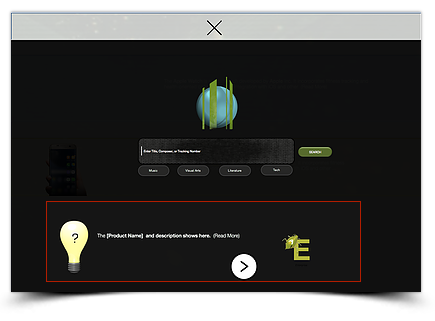 Enter Title, Composer, or Tracking Number
SEARCH
Music
Visual Arts
Literature
Tech
?
The [Product Name] and description shows here. (Read More)
E